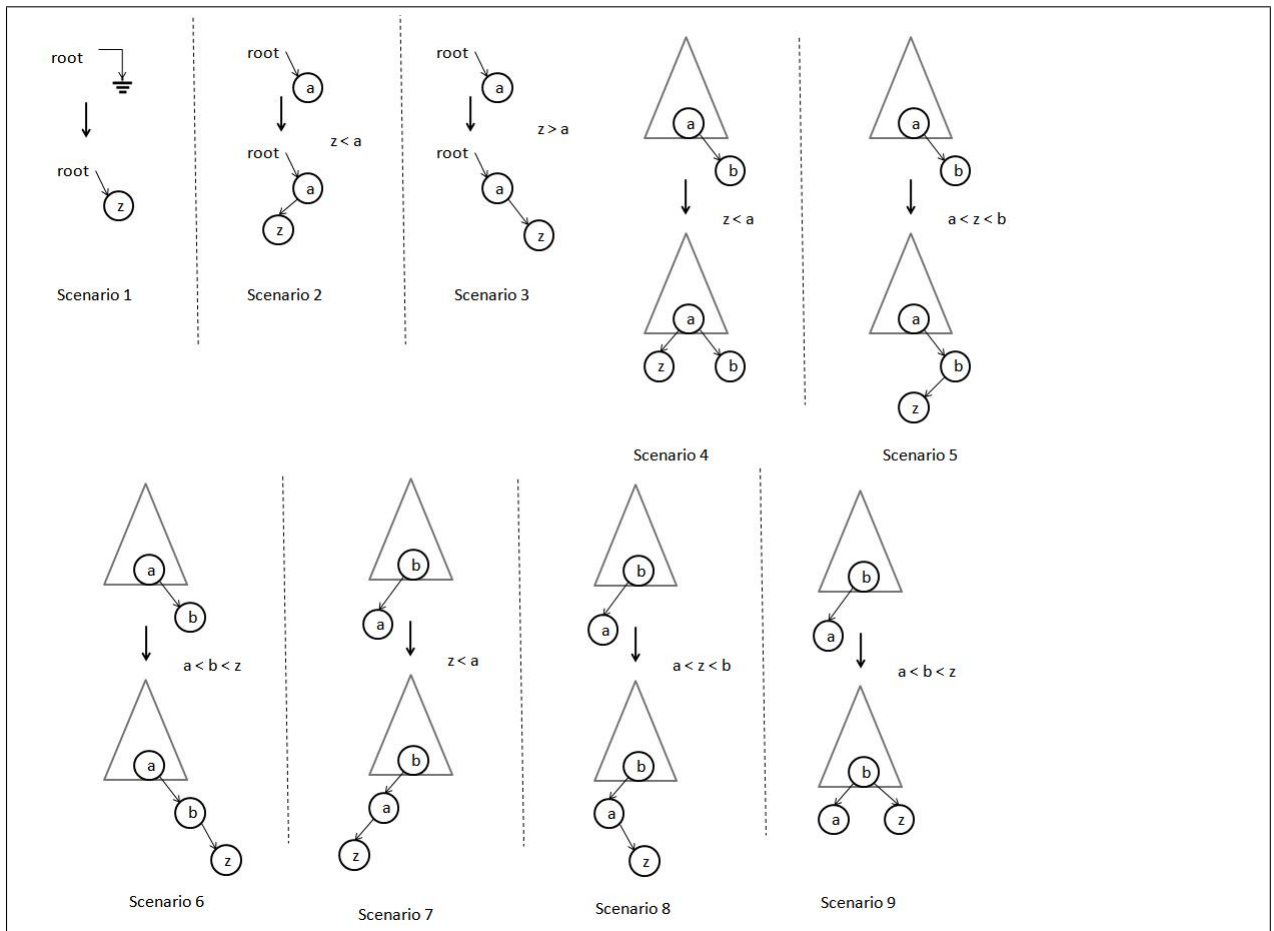 root
root
z
Scenario 1
root
a
z < a
root
a
z
Scenario 2
root
a
z > a
root
a
z
Scenario 3
a
b
z < a
a
z
b
Scenario 4
a
b
a < z < b
a
b
z
Scenario 5
a
b
a < b < z
a
b
z
Scenario 6
b
a
z < a
b
a
z
Scenario 7
b
a
a < z < b
b
a
z
Scenario 8
b
a
a < b < z
b
a
z
Scenario 9